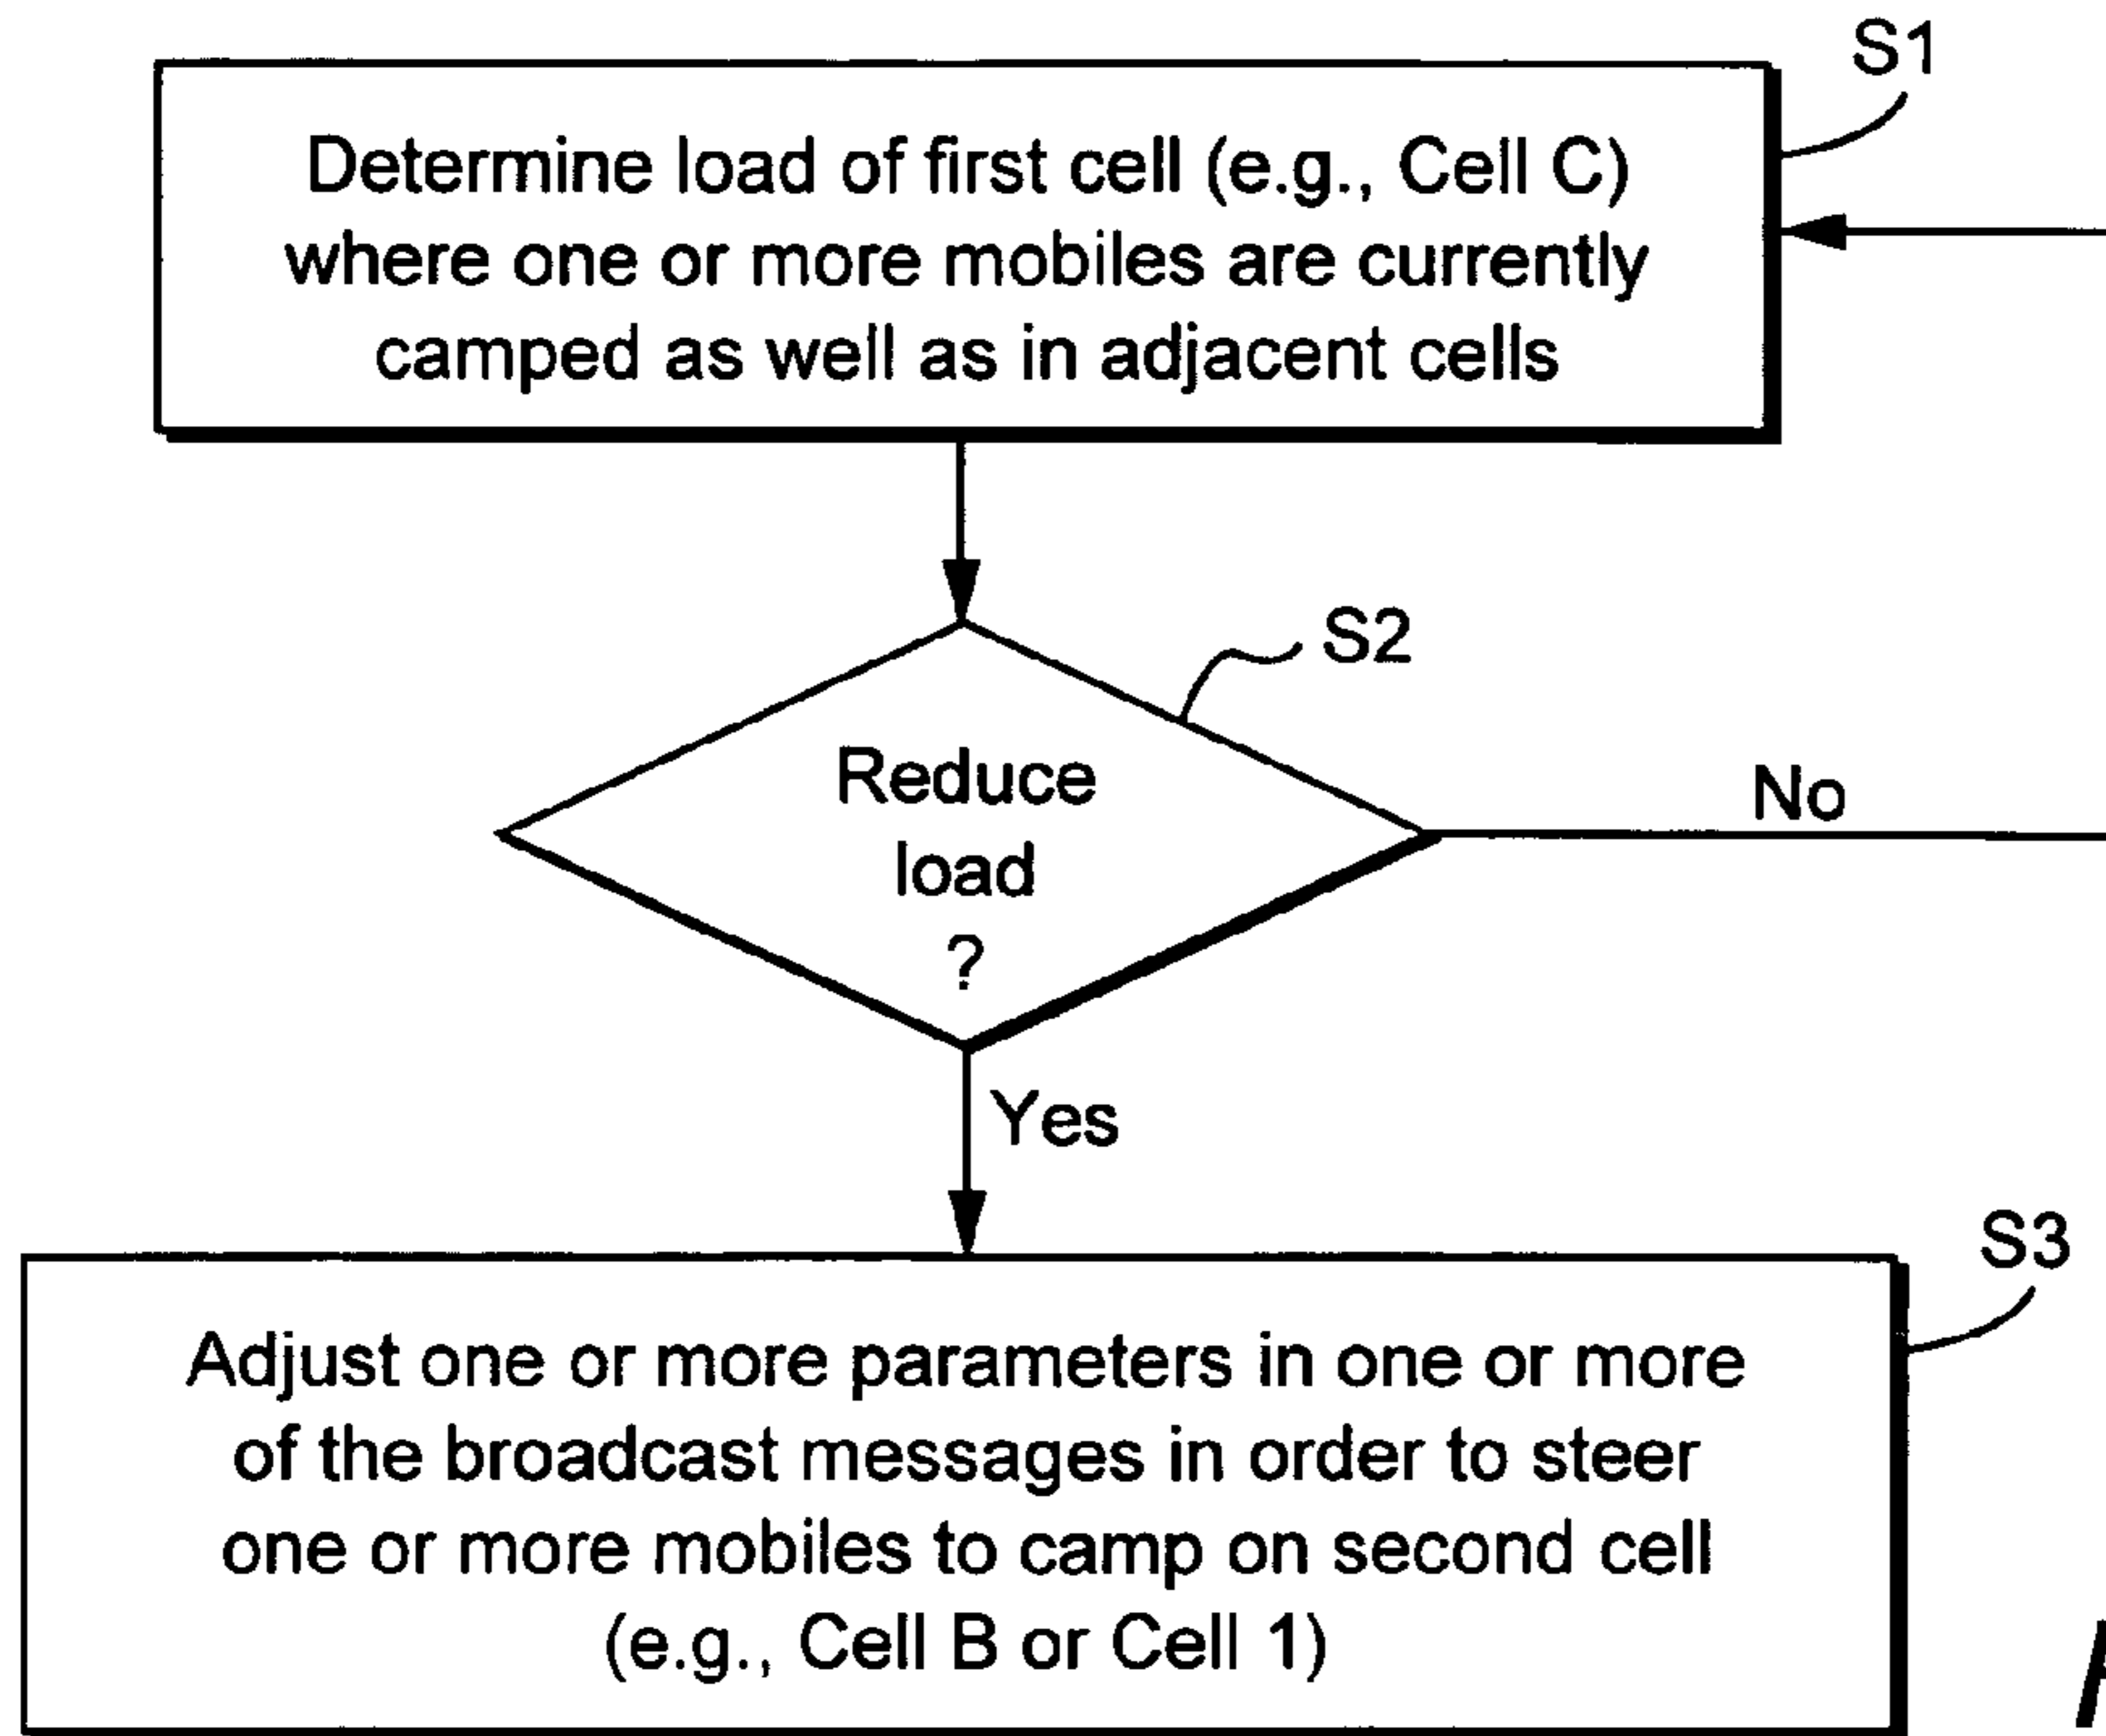 S1
Determine load of first cell (e.g., Cell C)
where one or more mobiles are currently
camped as well as in adjacent cells
S2
Reduce
load
?
No
Yes
S3
Adjust one or more parameters in one or more
of the broadcast messages in order to steer
one or more mobiles to camp on second cell
(e.g., Cell B or Cell 1)